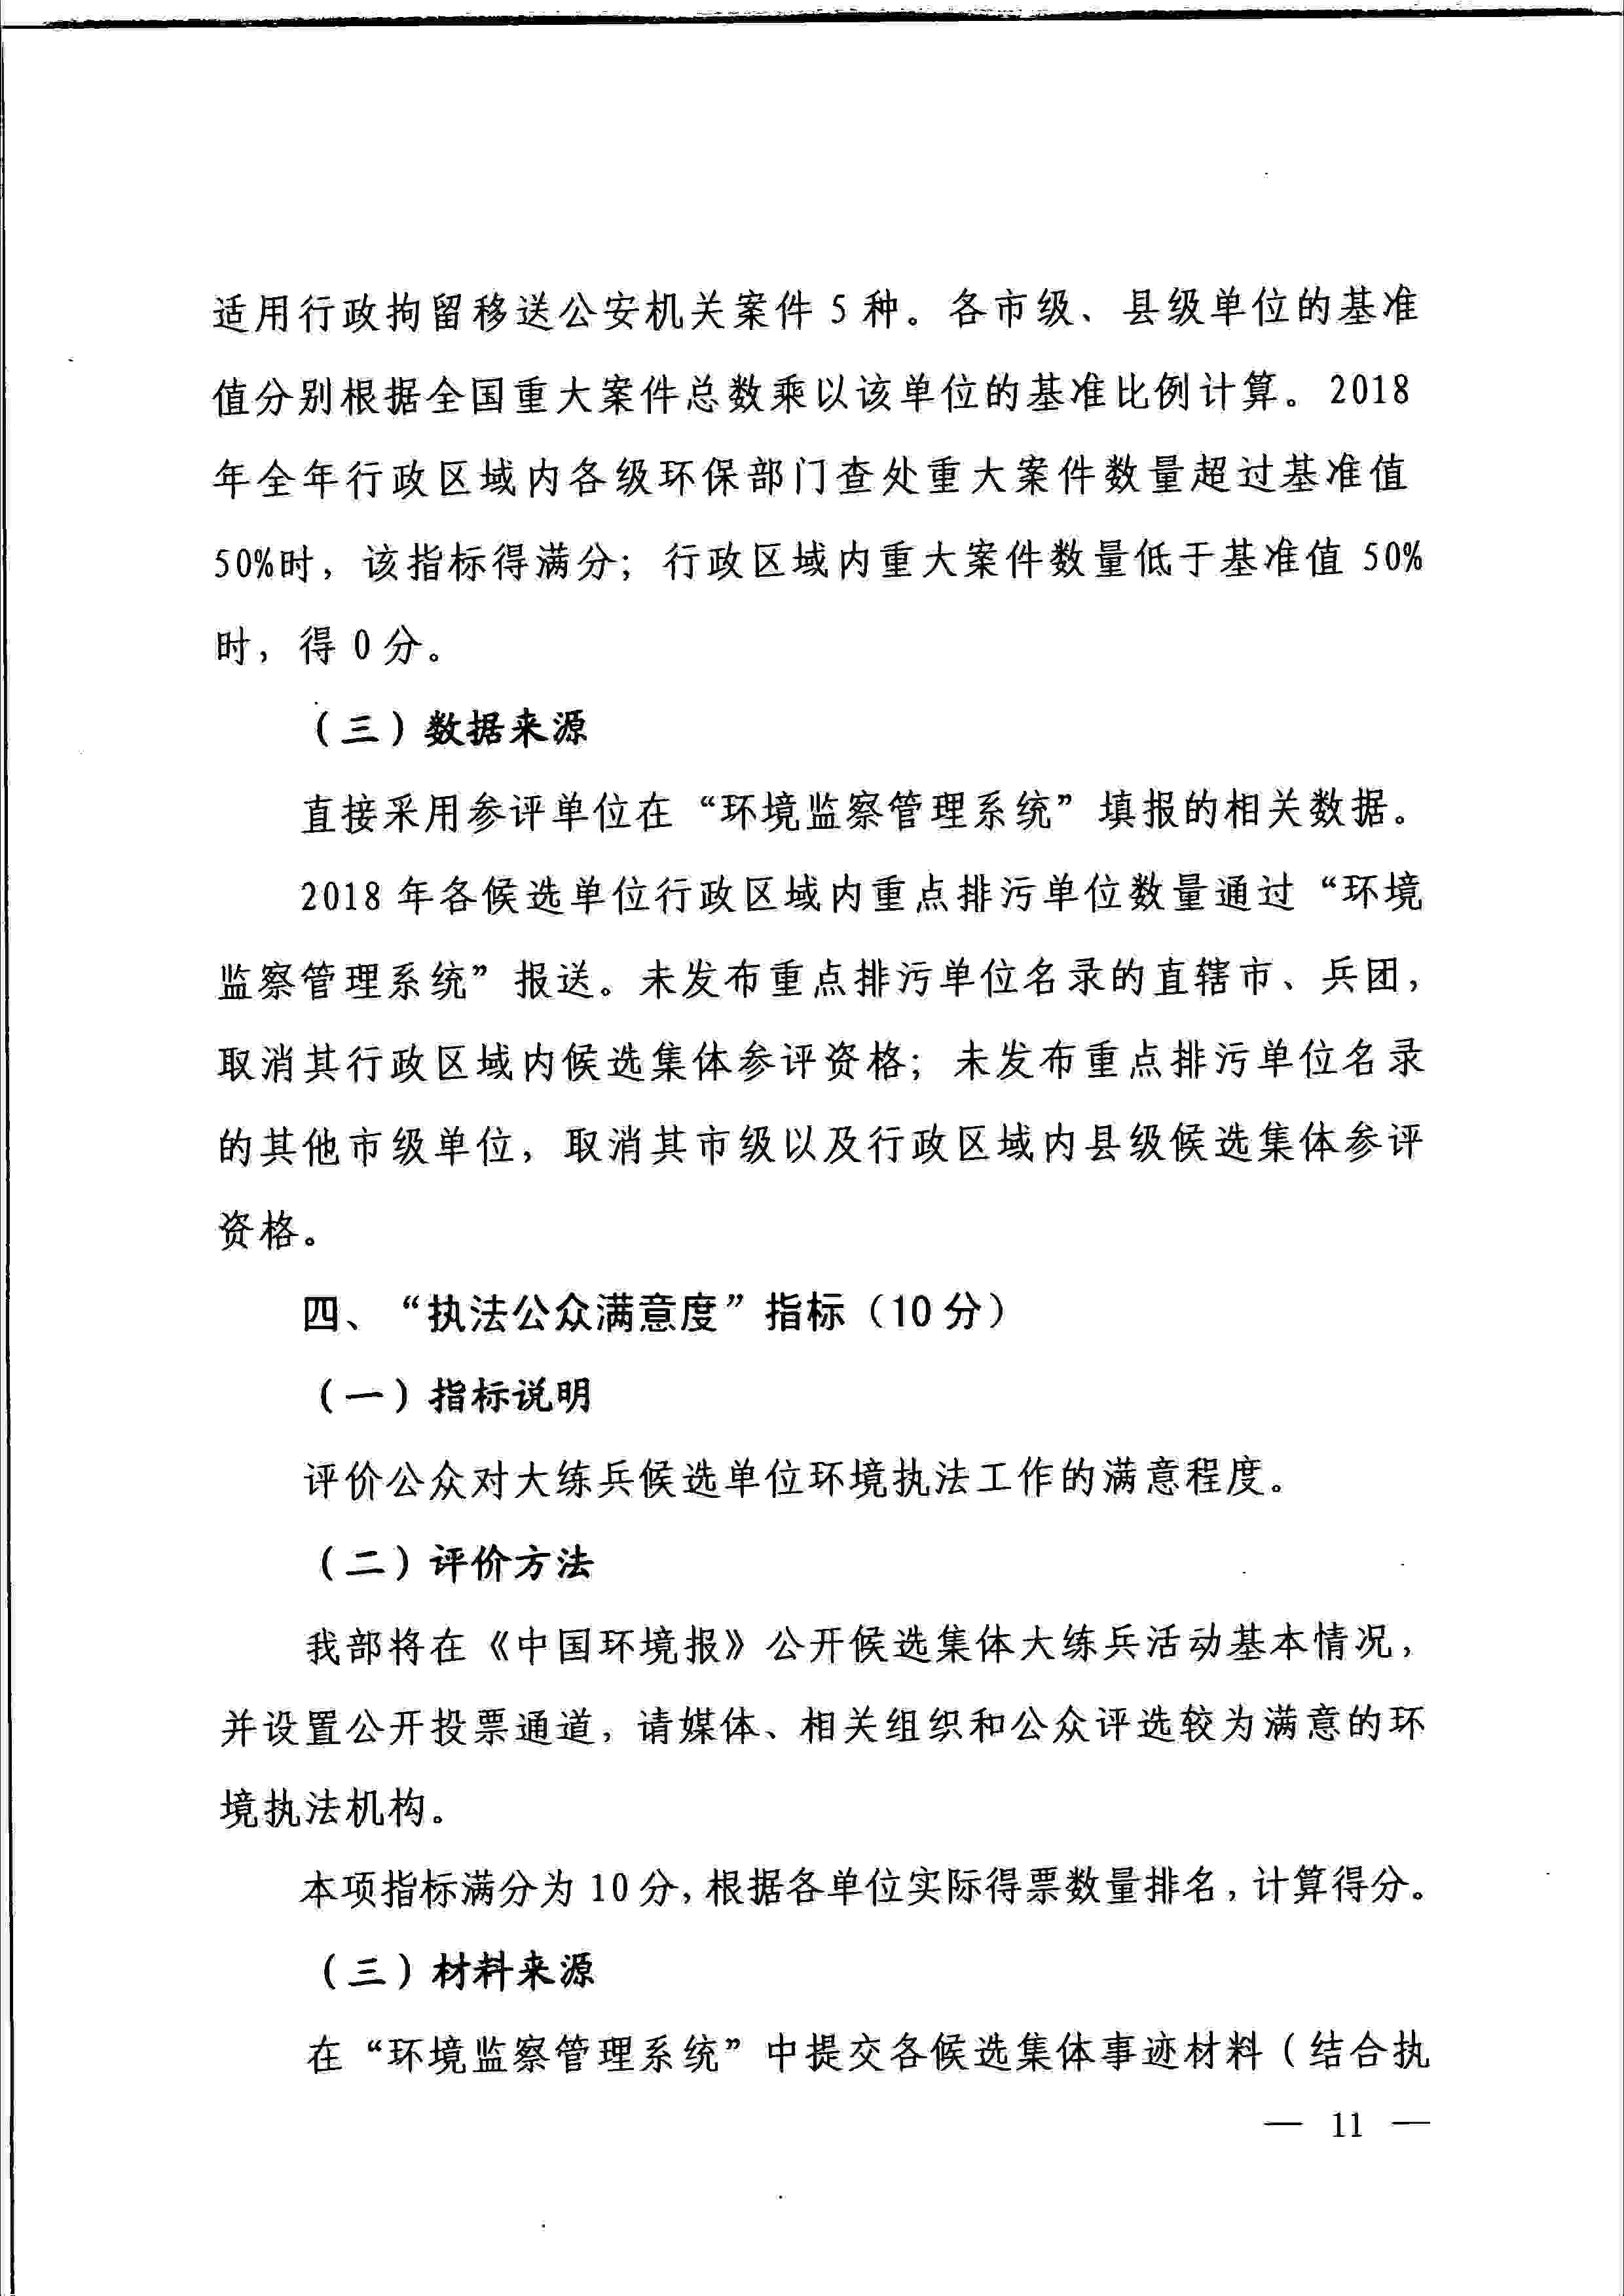 适用行政拘留移送公安机关案件 5 种。各市级、县级单位的基准
值分别根据全国重大案件总数乘以该单位的基准比例计算。2018
年全年行政区域内各级环保部门查处重大案件数量超过基准值
50%时，该指标得满分；行政区域内重大案件数量低于基准值 50%
时，得 0 分。
（三）数据来源
直接采用参评单位在“环境监察管理系统”填报的相关数据。
2018 年各候选单位行政区域内重点排污单位数量通过“环境
监察管理系统”报送。未发布重点排污单位名录的直辖市、兵团，
取消其行政区域内候选集体参评资格；未发布重点排污单位名录
的其他市级单位，取消其市级以及行政区域内县级候选集体参评
资格。
四、“执法公众满意度”指标（10 分）
（一）指标说明
评价公众对大练兵候选单位环境执法工作的满意程度。
（二）评价方法
我部将在《中国环境报》公开候选集体大练兵活动基本情况，
并设置公开投票通道，请媒体、相关组织和公众评选较为满意的环
境执法机构。
本项指标满分为 10 分，根据各单位实际得票数量排名，计算得分。
（三）材料来源
在“环境监察管理系统”中提交各候选集体事迹材料（结合执
— 11 —